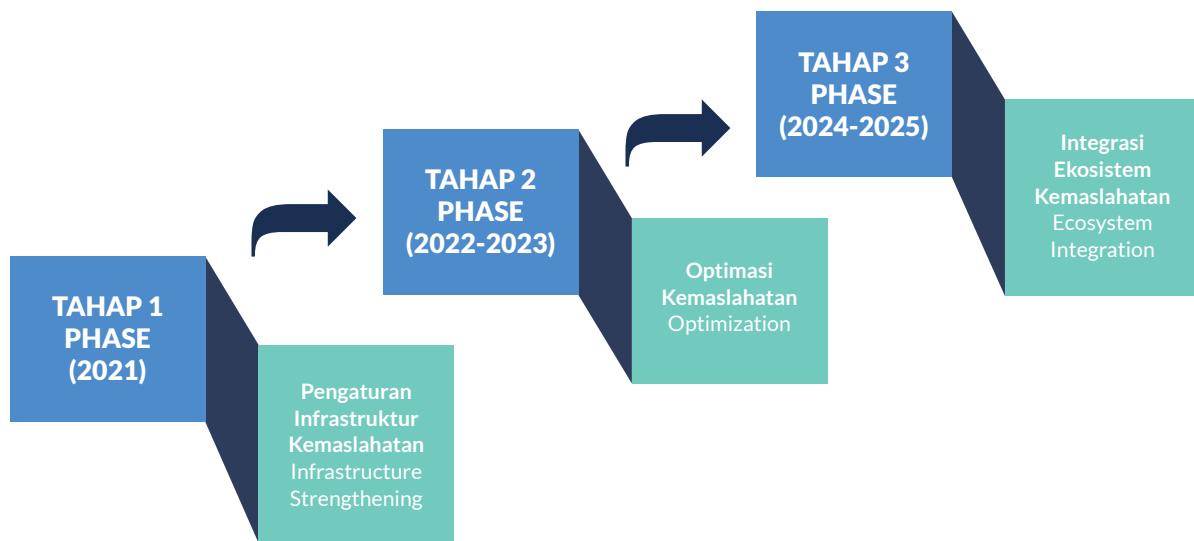 TAHAP 1
PHASE
(2021)
Pengaturan
Infrastruktur
Kemaslahatan
Infrastructure
Strengthening
TAHAP 2
PHASE
(2022-2023)
Optimasi
Kemaslahatan
Optimization
TAHAP 3
PHASE
(2024-2025)
Integrasi
Ekosistem
Kemaslahatan
Ecosystem
Integration